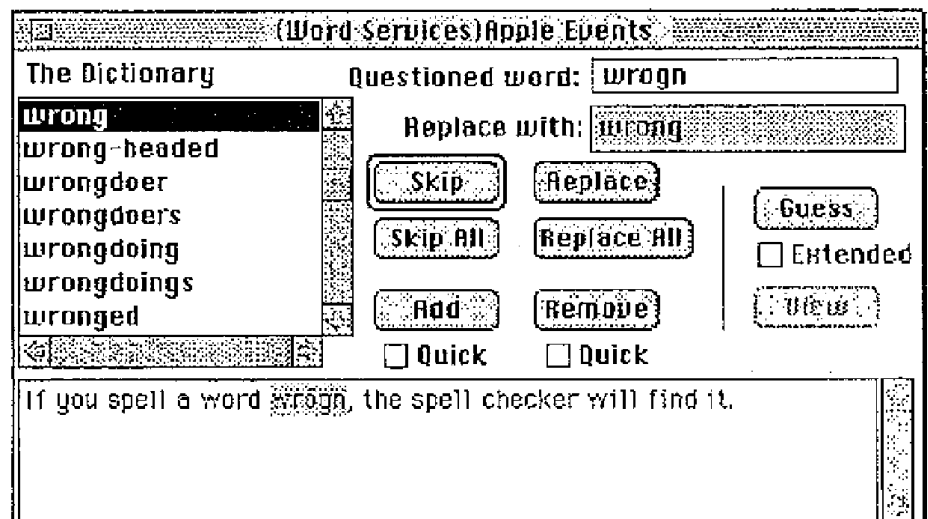 (Word Services)Apple Events
The Dictionary
Questioned word: wrogn
Replace with: wrong
wrong
wrong-headed
wrongdoer
wrongdoers
wrongdoing
wrongdoings
wronged
Skip
Replace
Skip All
Replace All
Guess
Extended
Add
Remove
View
Quick
Quick
If you spell a word wrogn, the spell checker will find it.